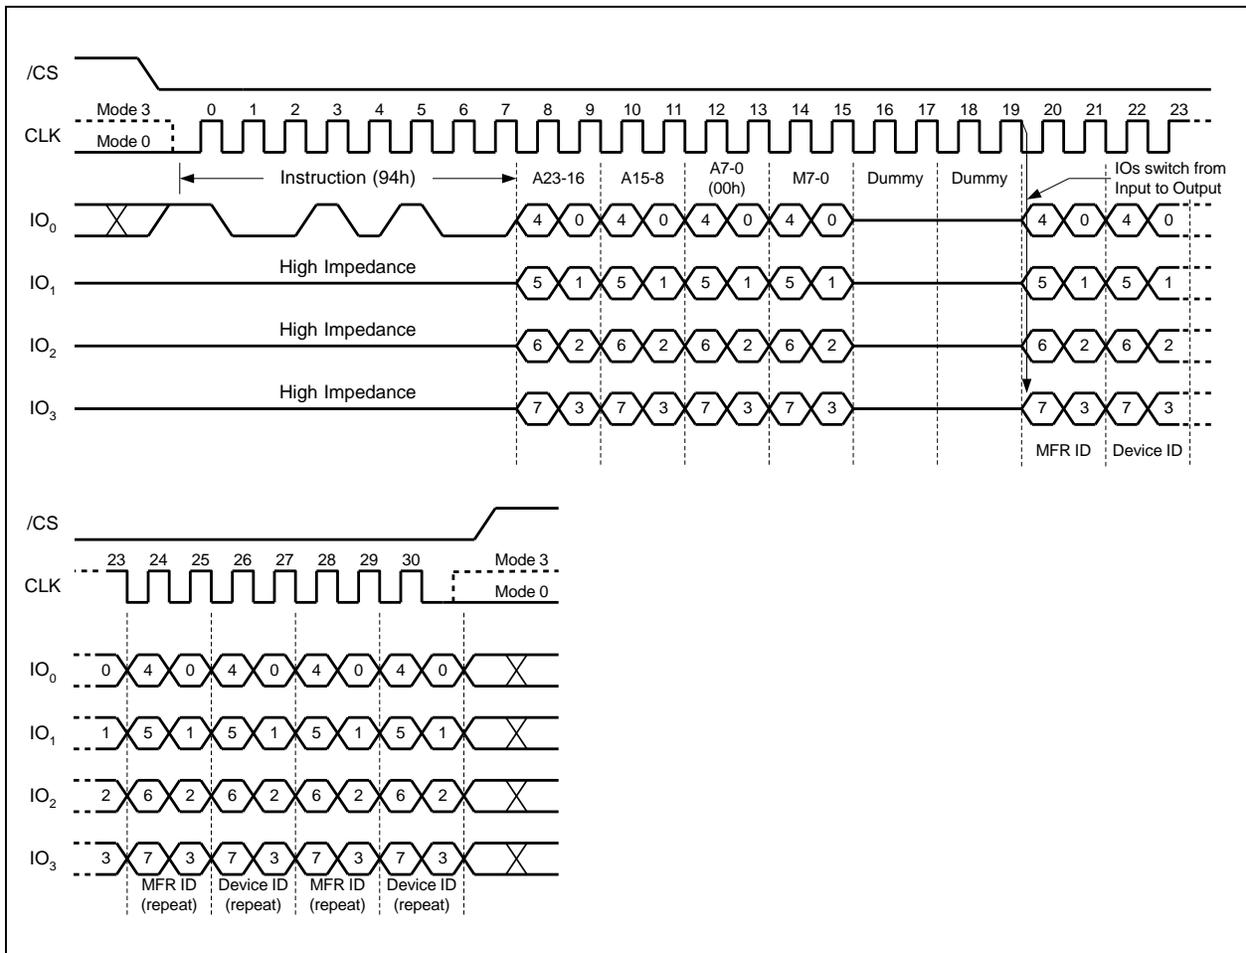 /CS
Mode 3 0 1 2 3 4 5 6 7 8 9 10 11 12 13 14 15 16 17 18 19 20 21 22 23
CLK
Mode 0
Instruction (94h) A23-16 A15-8 A7-0 (00h) M7-0 Dummy Dummy IOs switch from
Input to Output
IO0 4 0 4 0 4 0 4 0 4 0 4 0
High Impedance
IO1 5 1 5 1 5 1 5 1 5 1 5 1
High Impedance
IO2 6 2 6 2 6 2 6 2 6 2 6 2
High Impedance
IO3 7 3 7 3 7 3 7 3 7 3 7 3
MFR ID Device ID
/CS
23 24 25 26 27 28 29 30 Mode 3
CLK
Mode 0
IO0 0 4 0 4 0 4 0 4 0
IO1 1 5 1 5 1 5 1 5 1
IO2 2 6 2 6 2 6 2 6 2
IO3 3 7 3 7 3 7 3 7 3
MFR ID Device ID MFR ID Device ID
(repeat) (repeat) (repeat) (repeat)